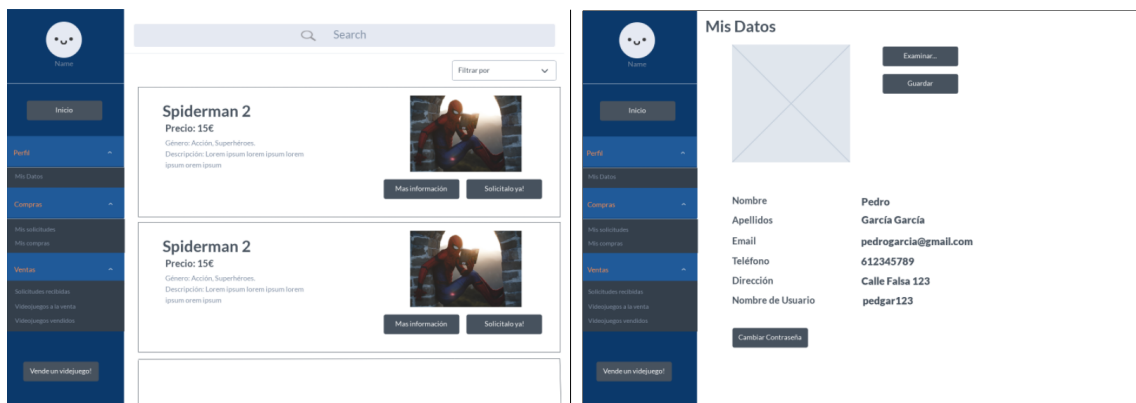 Name
Inicio
Perfil
Mis Datos
Compras
Mis solicitudes
Mis compras
Ventas
Solicitudes recibidas
Videojuegos a la venta
Videojuegos vendidos
Vende un videjuego!
Search
Filtrar por
Spiderman 2
Precio: 15€
Género: Acción, Superhéroes.
Descripción: Lorem ipsum lorem ipsum lorem
ipsum orem ipsum
Mas información
Solicitalo ya!
Spiderman 2
Precio: 15€
Género: Acción, Superhéroes.
Descripción: Lorem ipsum lorem ipsum lorem
ipsum orem ipsum
Mas información
Solicitalo ya!
Name
Inicio
Perfil
Mis Datos
Compras
Mis solicitudes
Mis compras
Ventas
Solicitudes recibidas
Videojuegos a la venta
Videojuegos vendidos
Vende un videjuego!
Mis Datos
Examinar...
Guardar
Nombre Pedro
Apellidos García García
Email pedrogarcia@gmail.com
Teléfono 612345789
Dirección Calle Falsa 123
Nombre de Usuario pedgar123
Cambiar Contraseña